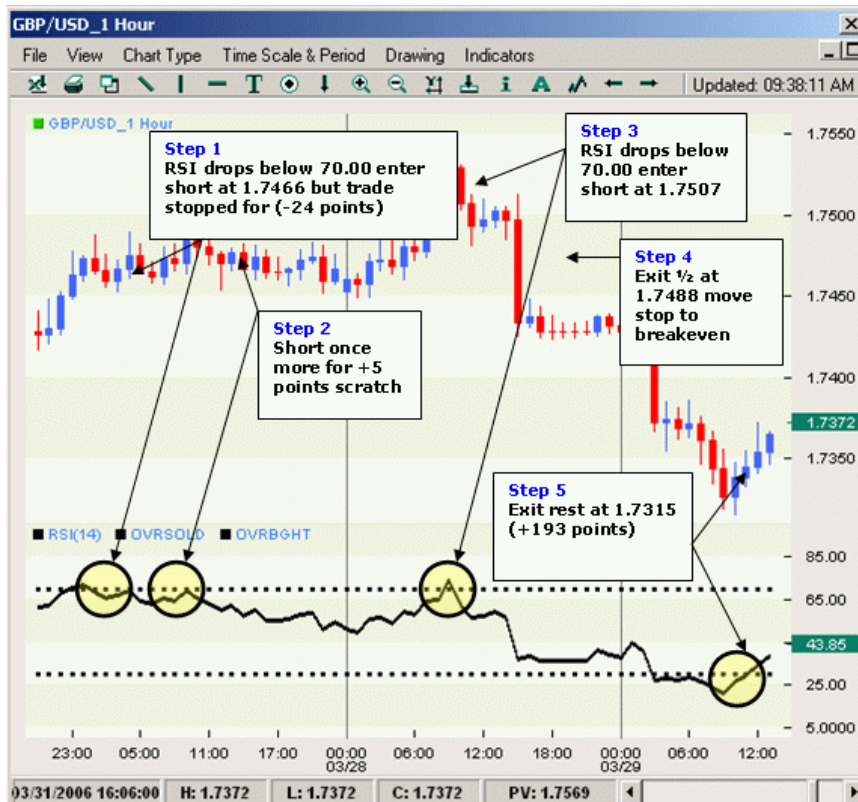 GBP/USD_1 Hour
File View Chart Type Time Scale & Period Drawing Indicators
Updated: 09:38:11 AM
GBP/USD_1 Hour
Step 1
RSI drops below 70.00 enter
short at 1.7466 but trade
stopped for (-24 points)
Step 3
RSI drops below
70.00 enter
short at 1.7507
Step 2
Short once
more for +5
points scratch
Step 4
Exit ½ at
1.7488 move
stop to
breakeven
Step 5
Exit rest at 1.7315
(+193 points)
1.7550
1.7500
1.7450
1.7400
1.7372
1.7350
RSI(14) OVRSOLD OVRBGHT
85.00
65.00
43.85
25.00
5.0000
23:00 05:00 11:00 17:00 00:00 06:00 12:00 18:00 00:00 06:00 12:00
03/28 03/29
03/31/2006 16:06:00 H: 1.7372 L: 1.7372 C: 1.7372 PV: 1.7569